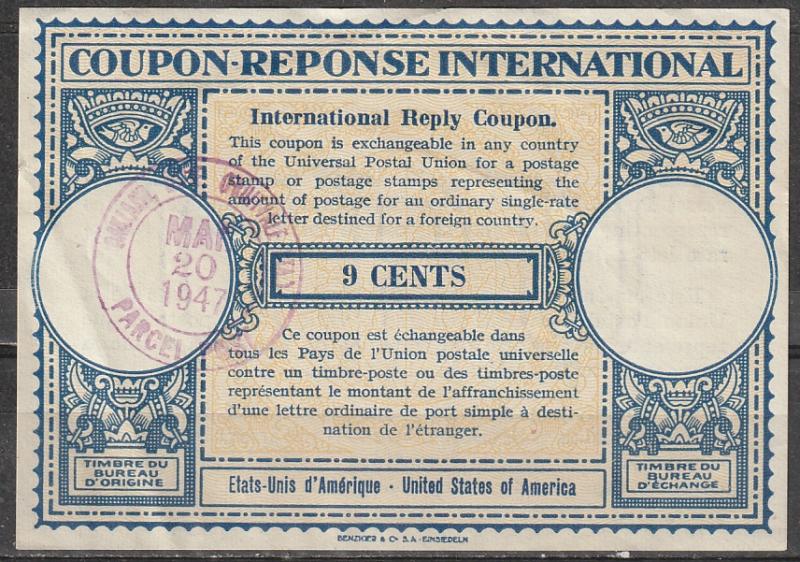 COUPON-REPONSE INTERNATIONAL
International Reply Coupon.
This coupon is exchangeable in any country
of the Universal Postal Union for a postage
stamp or postage stamps representing the
amount of postage for an ordinary single-rate
letter destined for a foreign country.
MAR
20
1947
PARCEL
9 CENTS
Ce coupon est échangeable dans
tous les Pays de l'Union postale universelle
contre un timbre-poste ou des timbres-poste
représentant le montant de l'affranchissement
d'une lettre ordinaire de port simple à desti-
nation de l'étranger.
TIMBRE DU
BUREAU
D'ORIGINE
Etats-Unis d'Amérique - United States of America
TIMBRE DU
BUREAU
D'ÉCHANGE
BENZIGER & Co S.A.-EINSIEDELN